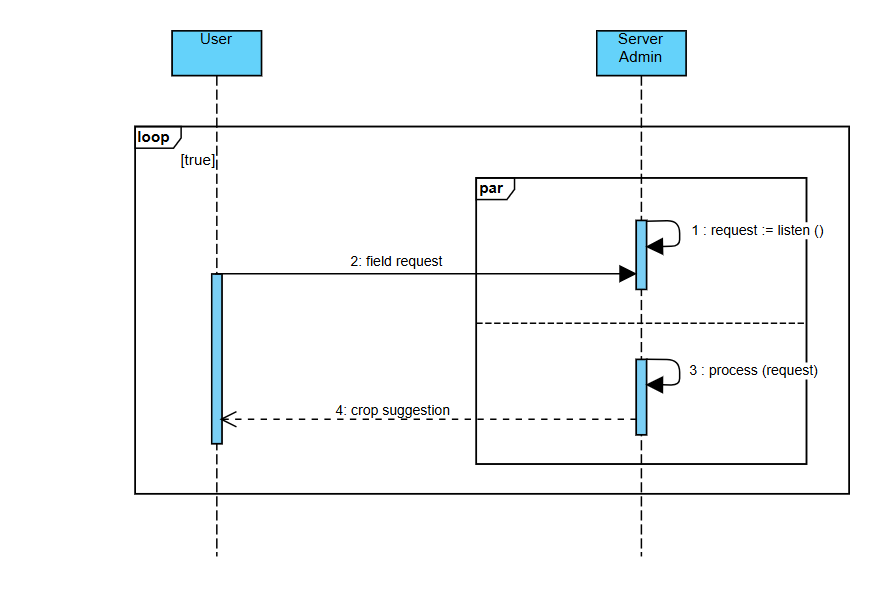 User
Server
Admin
loop
[true]
par
1 : request := listen ()
2: field request
3 : process (request)
4: crop suggestion